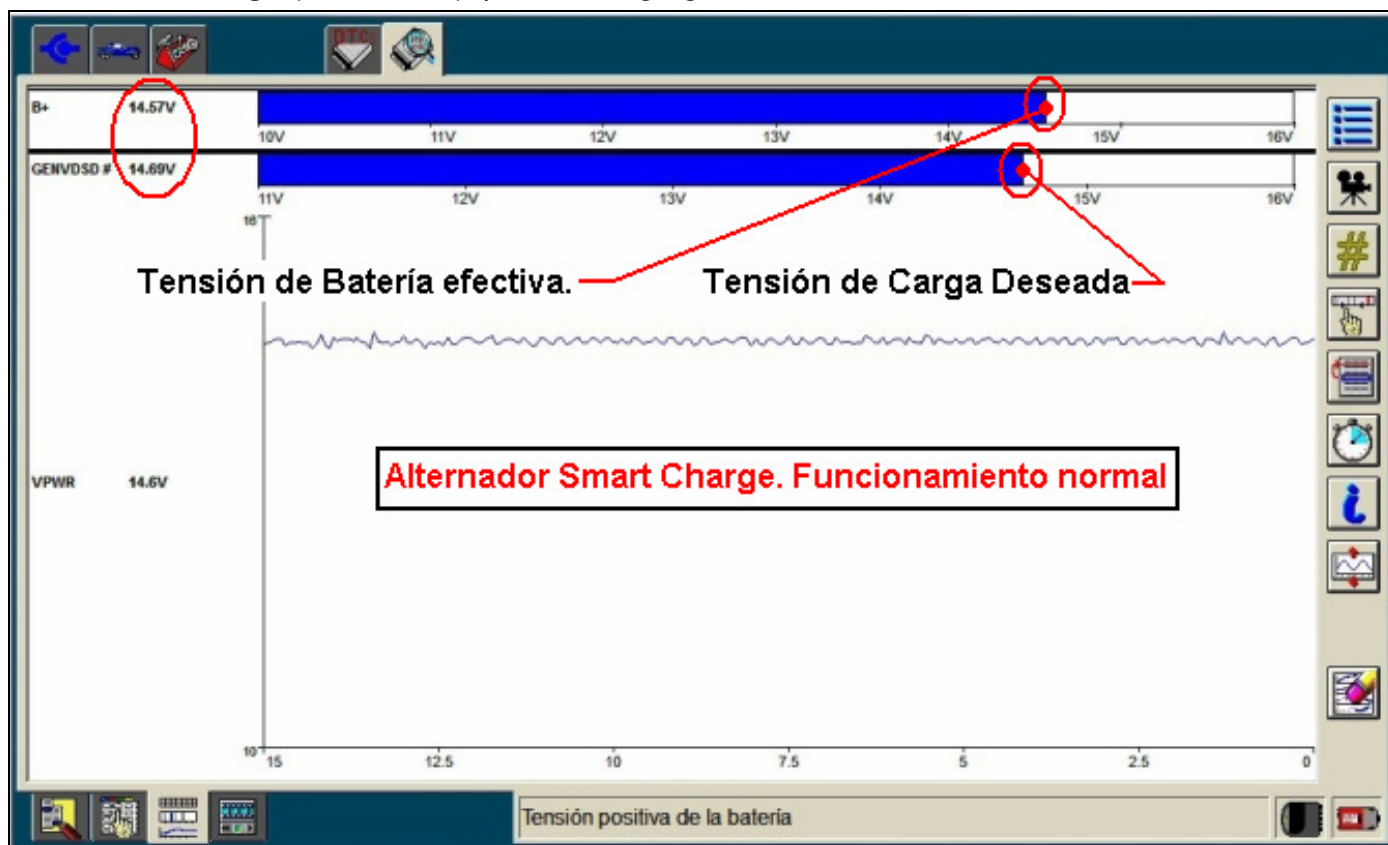 DTCs
B+ 14.57V
10V 11V 12V 13V 14V 15V 16V
GENVDSD # 14.69V
11V 12V 13V 14V 15V 16V
16
Tensión de Batería efectiva. Tensión de Carga Deseada
Alternador Smart Charge. Funcionamiento normal
VPWR 14.6V
10
15 12.5 10 7.5 5 2.5 0
Tensión positiva de la batería